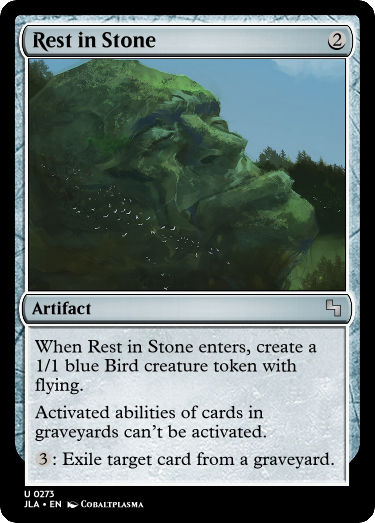 Rest in Stone 2
Artifact
When Rest in Stone enters, create a
1/1 blue Bird creature token with
flying.
Activated abilities of cards in
graveyards can't be activated.
3: Exile target card from a graveyard.
U 0273
JLA • EN Cobaltplasma